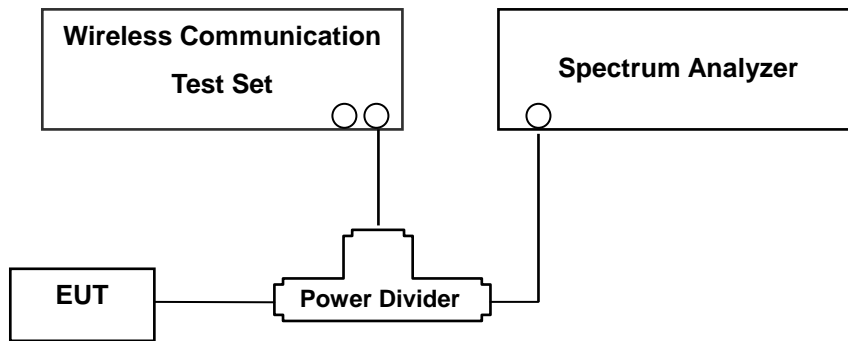 Wireless Communication
Test Set
Spectrum Analyzer
EUT
Power Divider